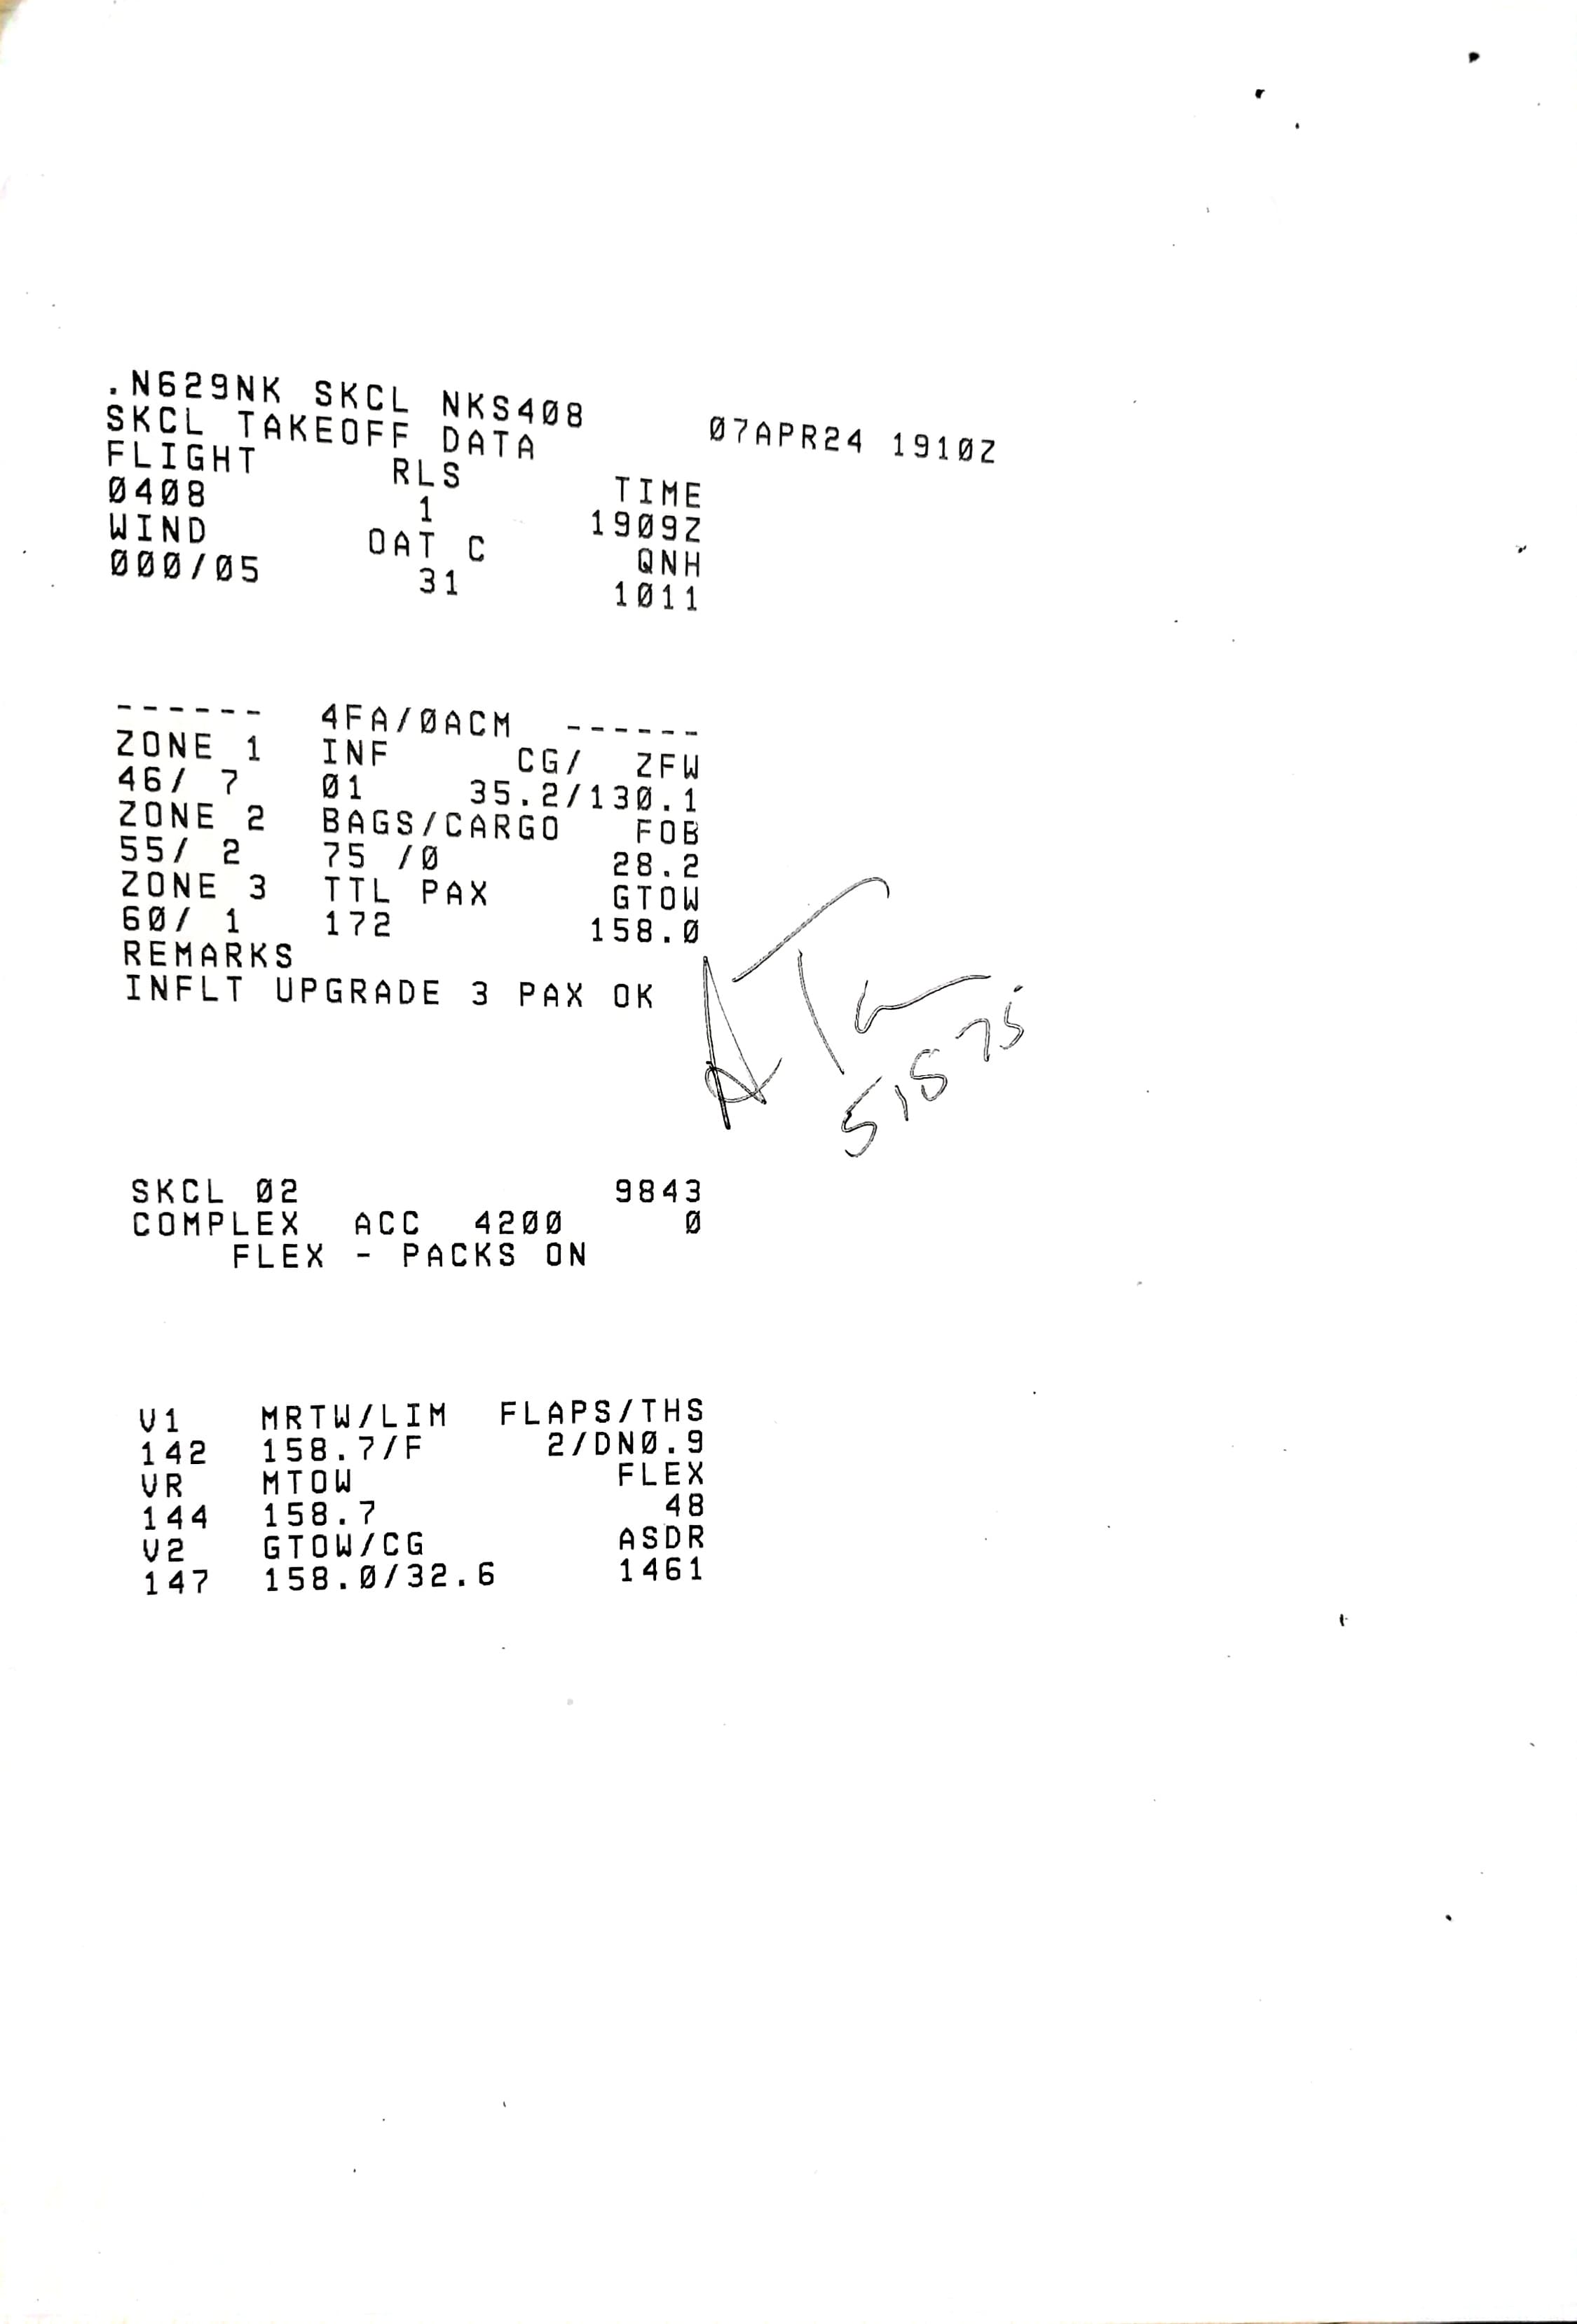 .N629NK SKCL NKS408 07APR24 1910Z
SKCL TAKEOFF DATA
FLIGHT RLS TIME
0408 1 1909Z
WIND OAT C QNH
000/05 31 1011
------ 4FA/0ACM ------
ZONE 1 INF CG/ ZFW
46/ 7 01 35.2/130.1
ZONE 2 BAGS/CARGO FOB
55/ 2 75 /0 28.2
ZONE 3 TTL PAX GTOW
60/ 1 172 158.0
REMARKS
INFLT UPGRADE 3 PAX OK
51575
SKCL 02 9843
COMPLEX ACC 4200 0
FLEX - PACKS ON
V1 MRTW/LIM FLAPS/THS
142 158.7/F 2/DN0.9
VR MTOW FLEX
144 158.7 48
V2 GTOW/CG ASDR
147 158.0/32.6 1461